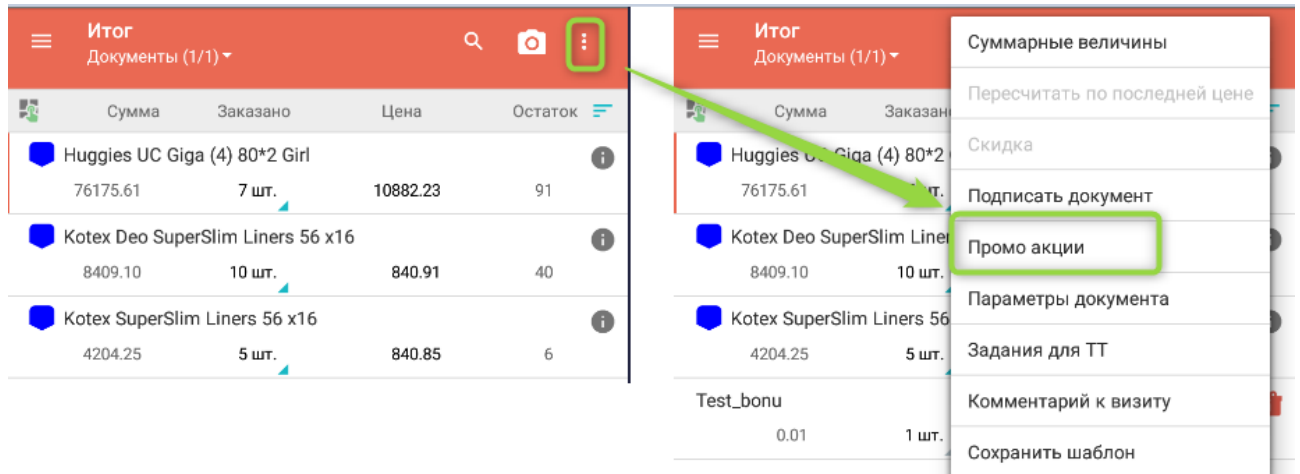 Итог
Документы (1/1)
Сумма Заказано Цена Остаток
Huggies UC Giga (4) 80*2 Girl
76175.61 7 шт. 10882.23 91
Kotex Deo SuperSlim Liners 56 x16
8409.10 10 шт. 840.91 40
Kotex SuperSlim Liners 56 x16
4204.25 5 шт. 840.85 6
Итог
Документы (1/1)
Сумма Заказано
Huggies UC Giga (4) 80*2
76175.61 шт.
Kotex Deo SuperSlim Liner
8409.10 10 шт.
Kotex SuperSlim Liners 56
4204.25 5 шт.
Test_bonu
0.01 1 шт.
Суммарные величины
Пересчитать по последней цене
Скидка
Подписать документ
Промо акции
Параметры документа
Задания для ТТ
Комментарий к визиту
Сохранить шаблон